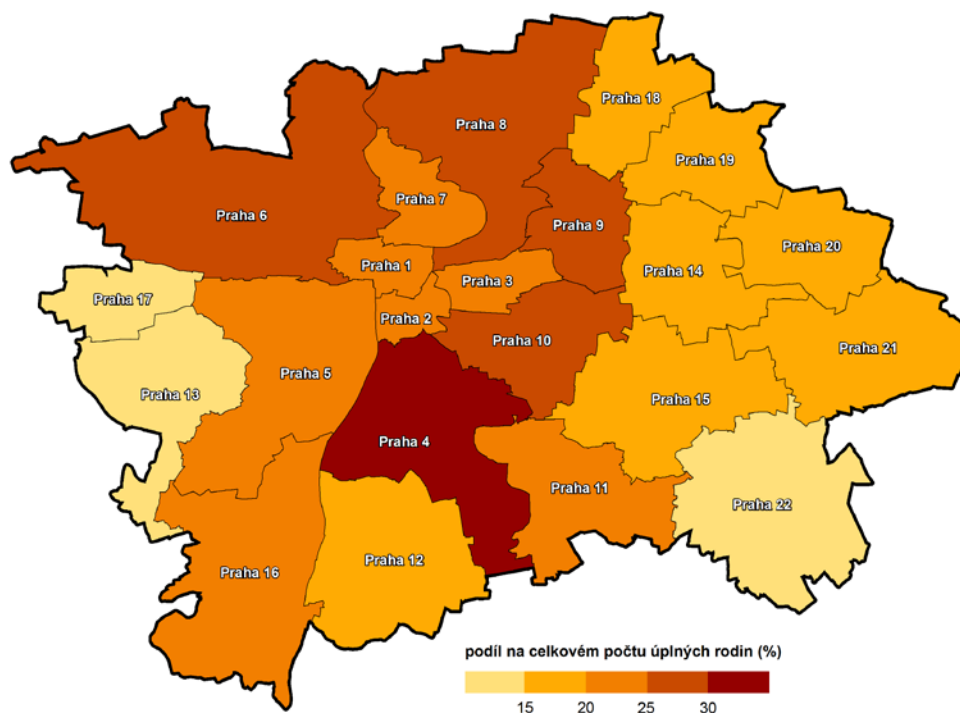 Praha 18
Praha 8
Praha 19
Praha 7
Praha 6
Praha 9
Praha 20
Praha 1
Praha 14
Praha 3
Praha 17
Praha 2
Praha 10
Praha 21
Praha 5
Praha 13
Praha 15
Praha 4
Praha 11
Praha 22
Praha 12
Praha 16
podíl na celkovém počtu úplných rodin (%)
15 20 25 30